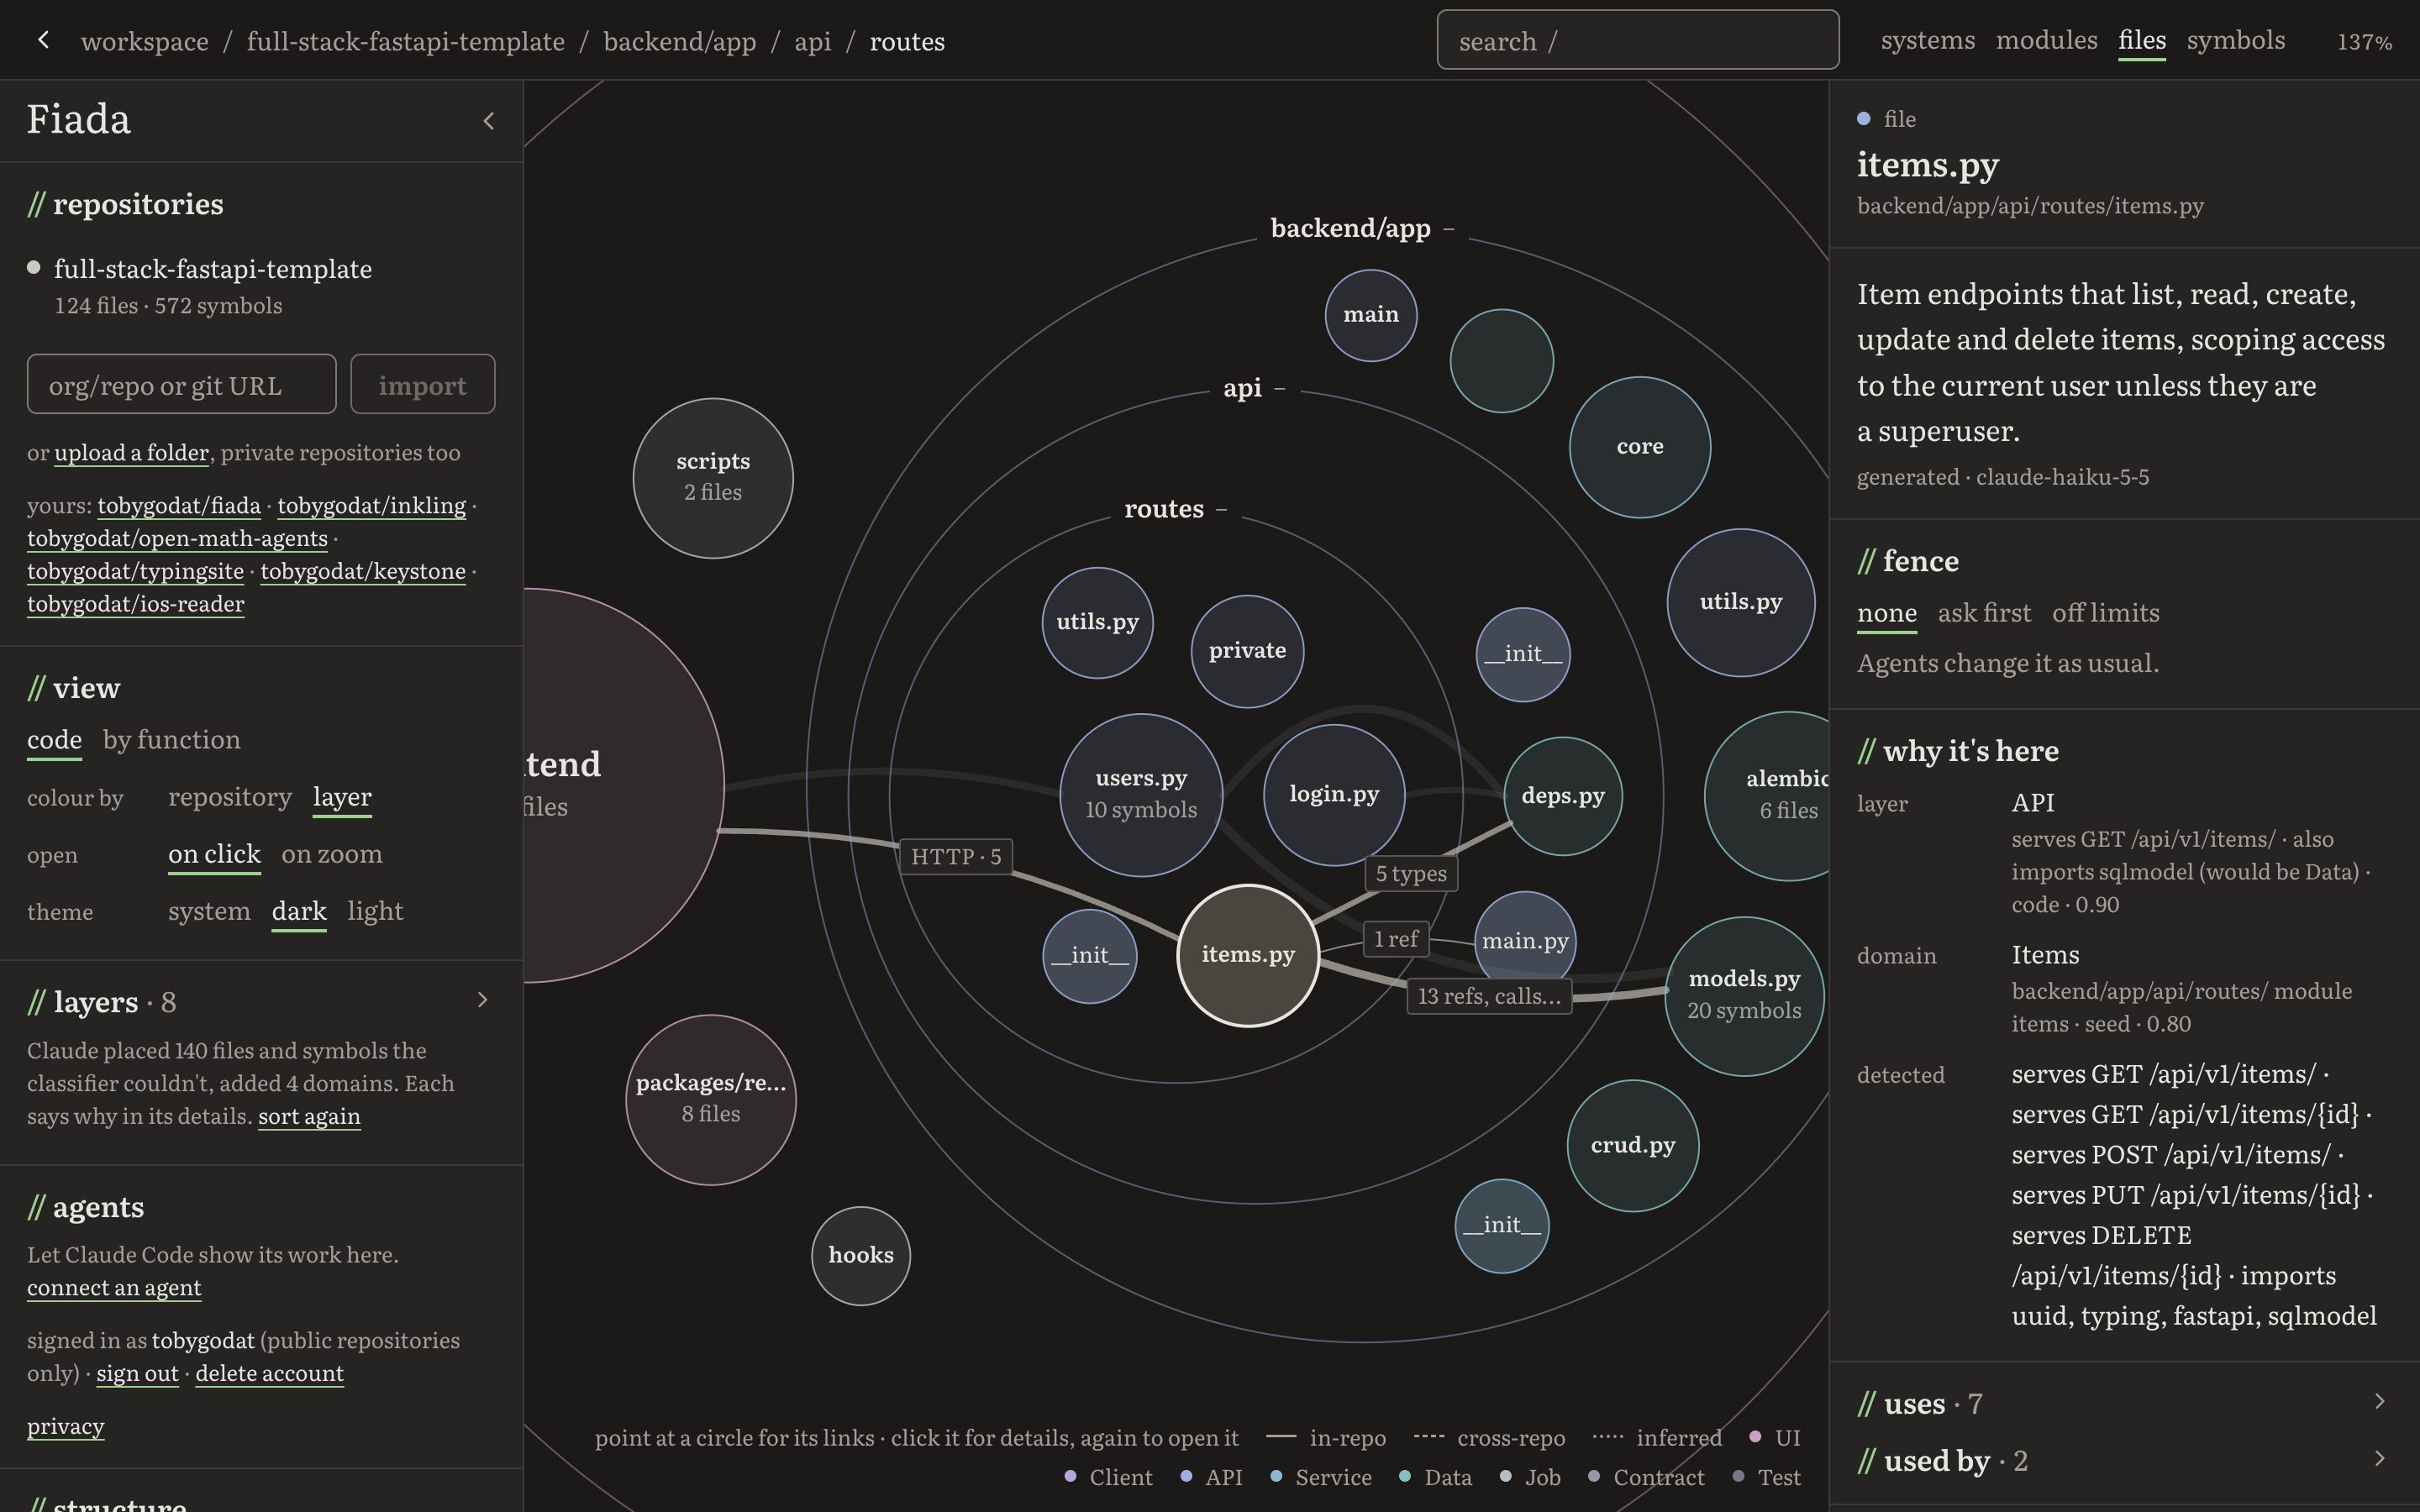 workspace / full-stack-fastapi-template / backend/app / api / routes
search /
systems modules files symbols 137%
Fiada
// repositories
full-stack-fastapi-template
124 files · 572 symbols
org/repo or git URL
import
or upload a folder, private repositories too
yours: tobygodat/fiada · tobygodat/inkling ·
tobygodat/open-math-agents ·
tobygodat/typingsite · tobygodat/keystone ·
tobygodat/ios-reader
// view
code by function
colour by repository layer
open on click on zoom
theme system dark light
// layers · 8
Claude placed 140 files and symbols the
classifier couldn't, added 4 domains. Each
says why in its details. sort again
// agents
Let Claude Code show its work here.
connect an agent
signed in as tobygodat (public repositories
only) · sign out · delete account
privacy
// structure
backend/app –
main
api –
core
scripts
2 files
routes –
utils.py
utils.py
private
__init__
tend
files
users.py
10 symbols
login.py
deps.py
alembic
6 files
HTTP · 5
5 types
1 ref
__init__
items.py
main.py
13 refs, calls…
models.py
20 symbols
packages/re…
8 files
crud.py
__init__
hooks
point at a circle for its links · click it for details, again to open it
in-repo cross-repo inferred UI
Client API Service Data Job Contract Test
file
items.py
backend/app/api/routes/items.py
Item endpoints that list, read, create,
update and delete items, scoping access
to the current user unless they are
a superuser.
generated · claude-haiku-5-5
// fence
none ask first off limits
Agents change it as usual.
// why it's here
layer API
serves GET /api/v1/items/ · also
imports sqlmodel (would be Data) ·
code · 0.90
domain Items
backend/app/api/routes/ module
items · seed · 0.80
detected serves GET /api/v1/items/ ·
serves GET /api/v1/items/{id} ·
serves POST /api/v1/items/ ·
serves PUT /api/v1/items/{id} ·
serves DELETE
/api/v1/items/{id} · imports
uuid, typing, fastapi, sqlmodel
// uses · 7
// used by · 2